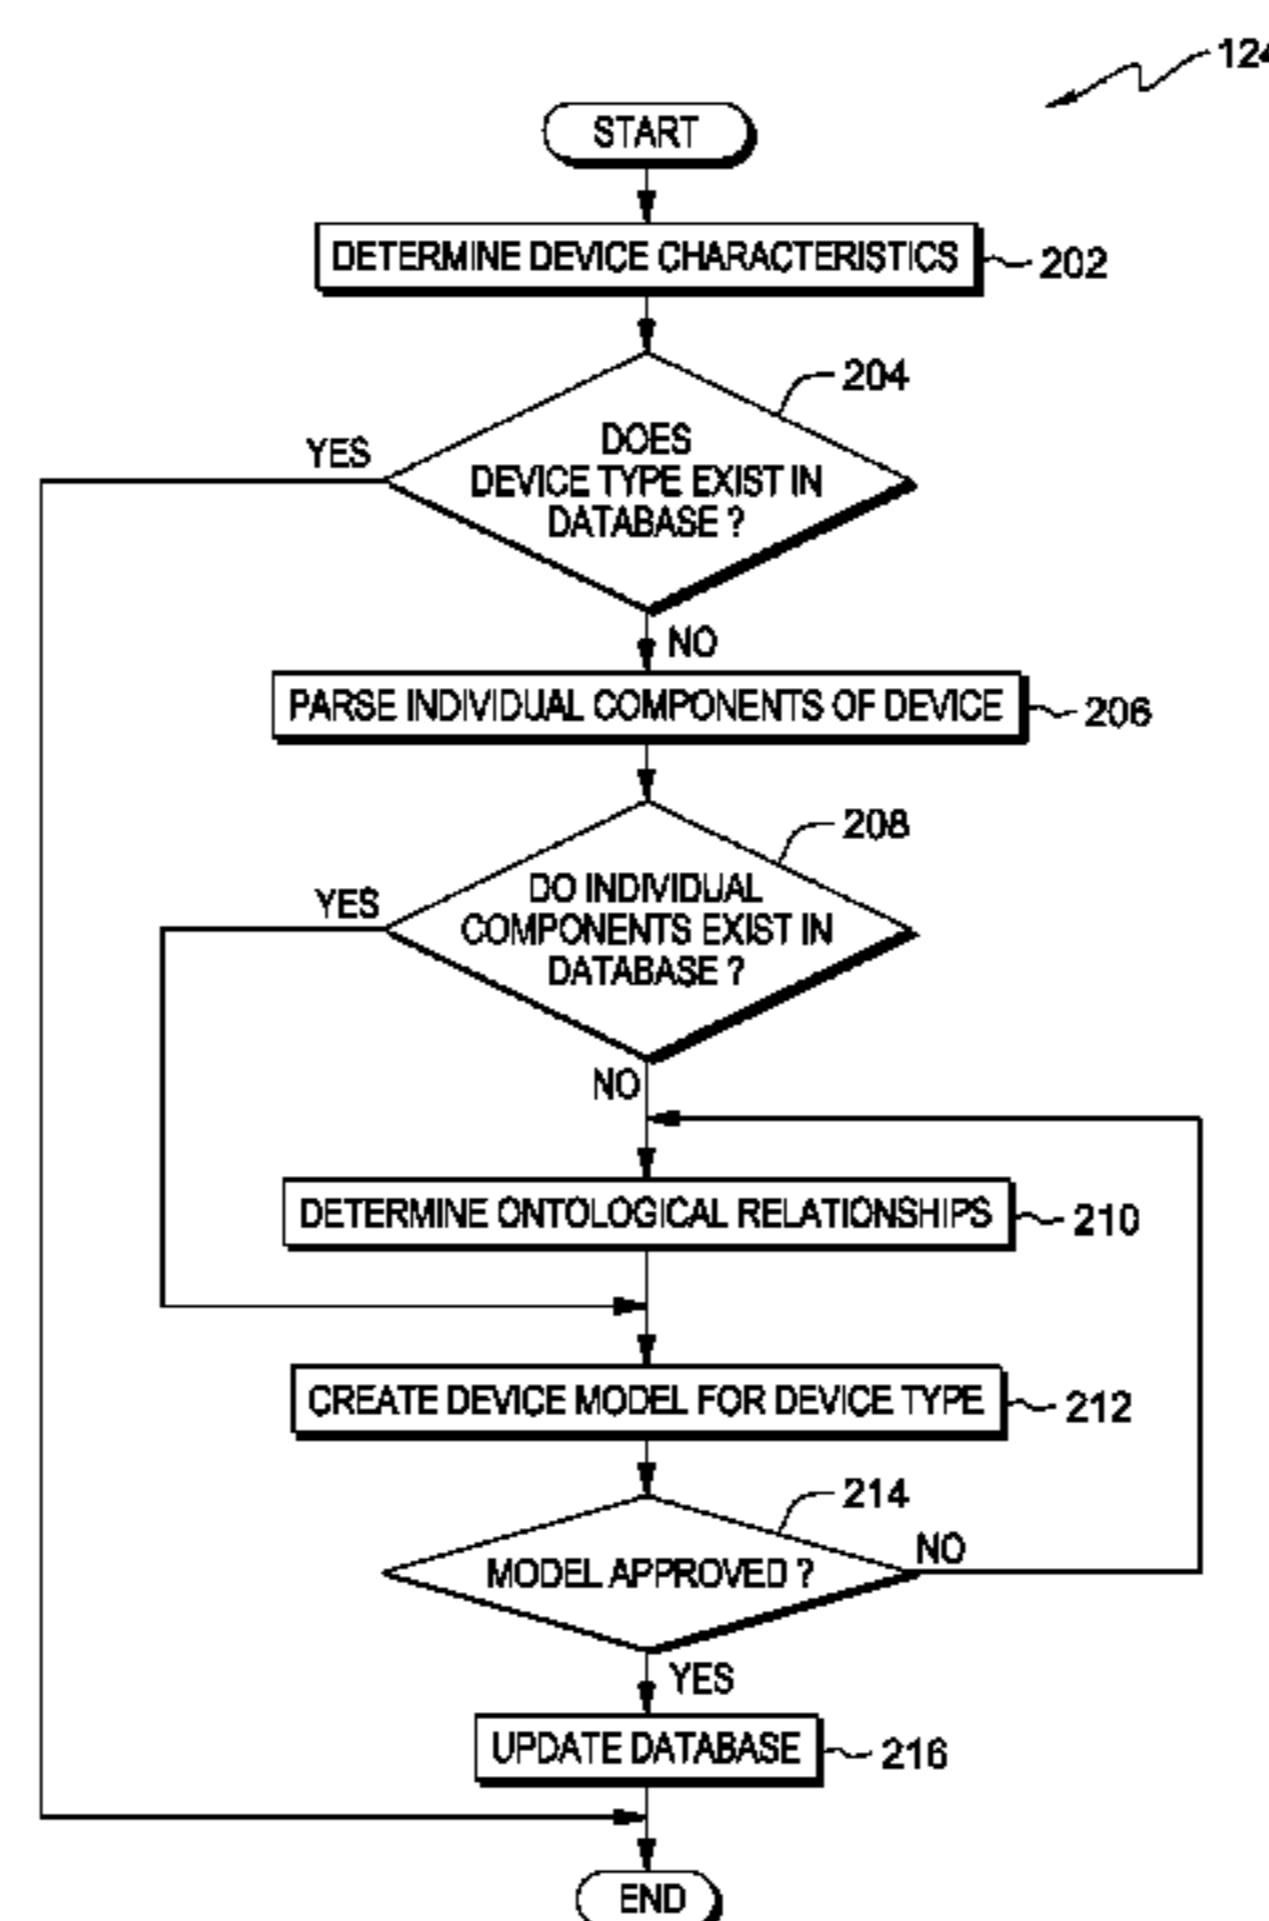 124
START
DETERMINE DEVICE CHARACTERISTICS
202
204
YES
DOES
DEVICE TYPE EXIST IN
DATABASE ?
NO
PARSE INDIVIDUAL COMPONENTS OF DEVICE
206
208
YES
DO INDIVIDUAL
COMPONENTS EXIST IN
DATABASE ?
NO
DETERMINE ONTOLOGICAL RELATIONSHIPS
210
CREATE DEVICE MODEL FOR DEVICE TYPE
212
214
MODEL APPROVED ?
NO
YES
UPDATE DATABASE
216
END